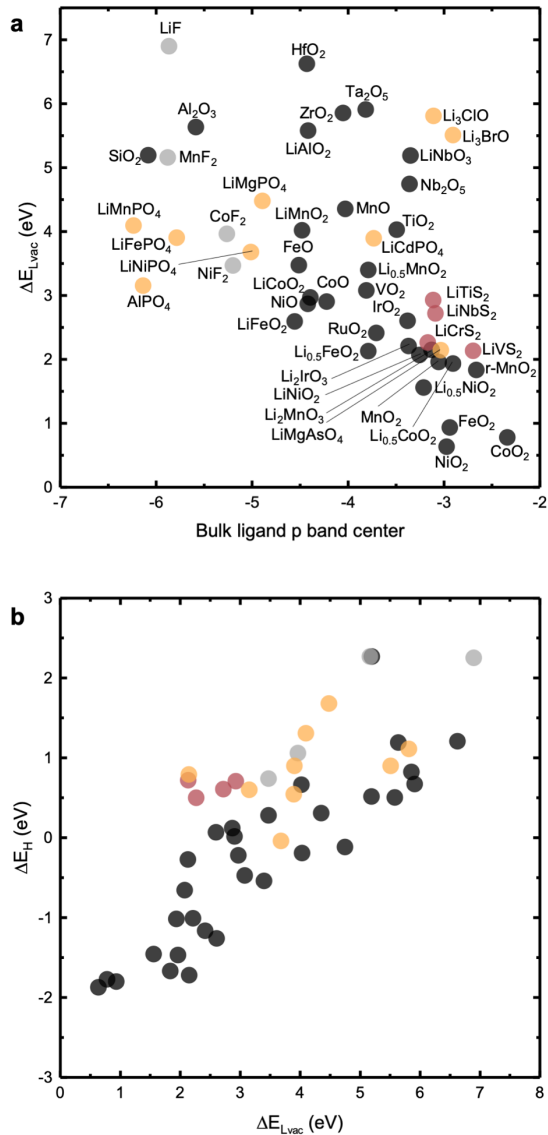 a
7
6
5
4
3
2
1
0
ΔE_Lvac (eV)
LiF
HfO₂
Ta₂O₅
Al₂O₃
ZrO₂
Li₃ClO
Li₃BrO
SiO₂
MnF₂
LiAlO₂
LiNbO₃
LiMgPO₄
Nb₂O₅
LiMnPO₄
CoF₂
LiMnO₂
MnO
TiO₂
LiFePO₄
FeO
LiCdPO₄
LiNiPO₄
NiF₂
LiCoO₂
CoO
Li₀.₅MnO₂
AlPO₄
NiO
VO₂
LiTiS₂
IrO₂
LiNbS₂
LiFeO₂
RuO₂
LiCrS₂
Li₀.₅FeO₂
LiVS₂
Li₂IrO₃
r-MnO₂
LiNiO₂
Li₀.₅NiO₂
Li₂MnO₃
MnO₂
LiMgAsO₄
Li₀.₅CoO₂
FeO₂
NiO₂
CoO₂
-7 -6 -5 -4 -3 -2
Bulk ligand p band center
b
3
2
1
0
-1
-2
-3
ΔE_H (eV)
0 1 2 3 4 5 6 7 8
ΔE_Lvac (eV)